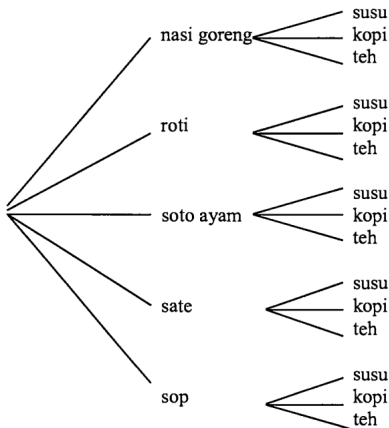 susu
nasi goreng kopi
teh
susu
roti kopi
teh
susu
soto ayam kopi
teh
susu
sate kopi
teh
susu
sop kopi
teh